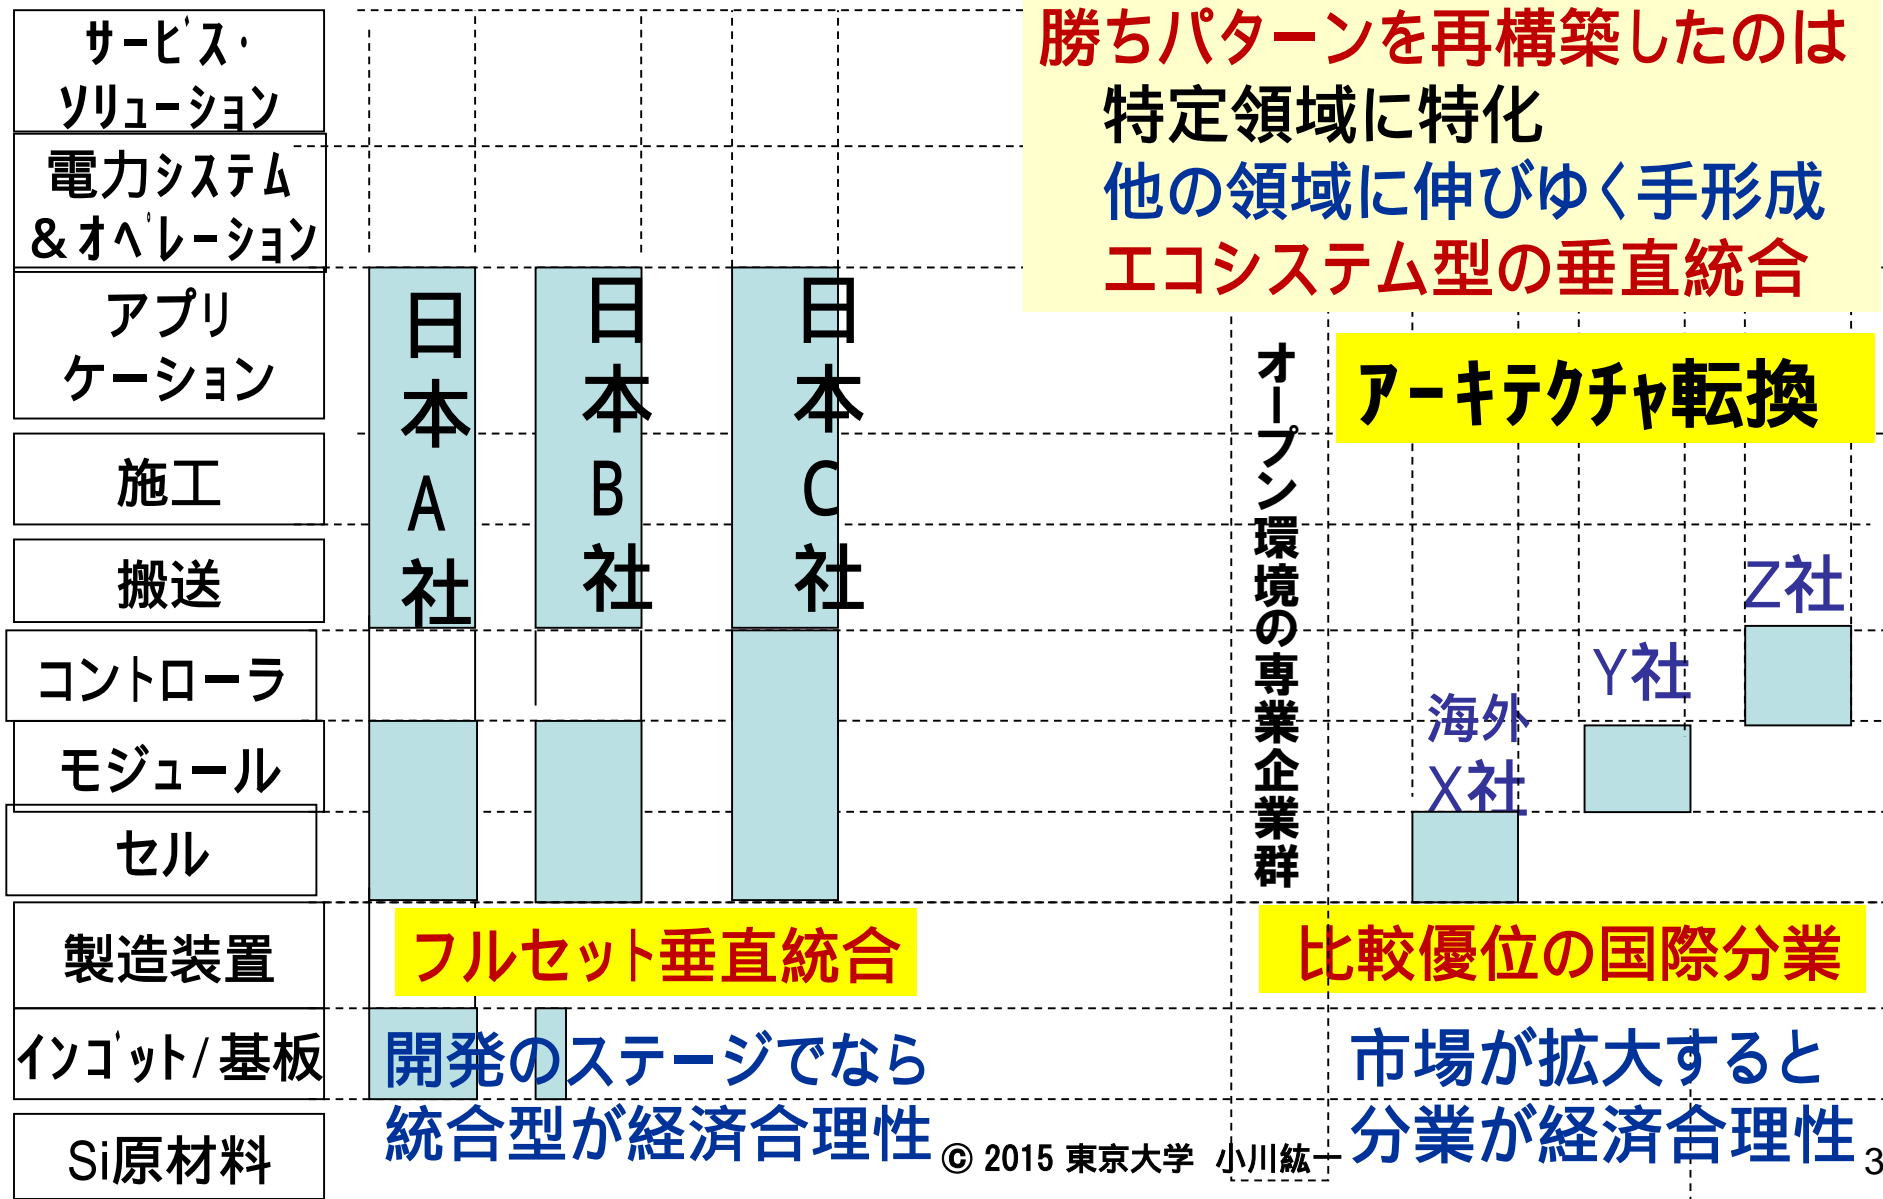 サービス・
ソリューション
電力システム
＆オペレーション
アプリ
ケーション
施工
搬送
コントローラ
モジュール
セル
製造装置
インゴット/基板
Si原材料
日本A社
日本B社
日本C社
フルセット垂直統合
開発のステージでなら
統合型が経済合理性
勝ちパターンを再構築したのは
特定領域に特化
他の領域に伸びゆく手形成
エコシステム型の垂直統合
アーキテクチャ転換
オープン環境の専業企業群
海外
X社
Y社
Z社
比較優位の国際分業
市場が拡大すると
分業が経済合理性
© 2015 東京大学 小川紘一
3